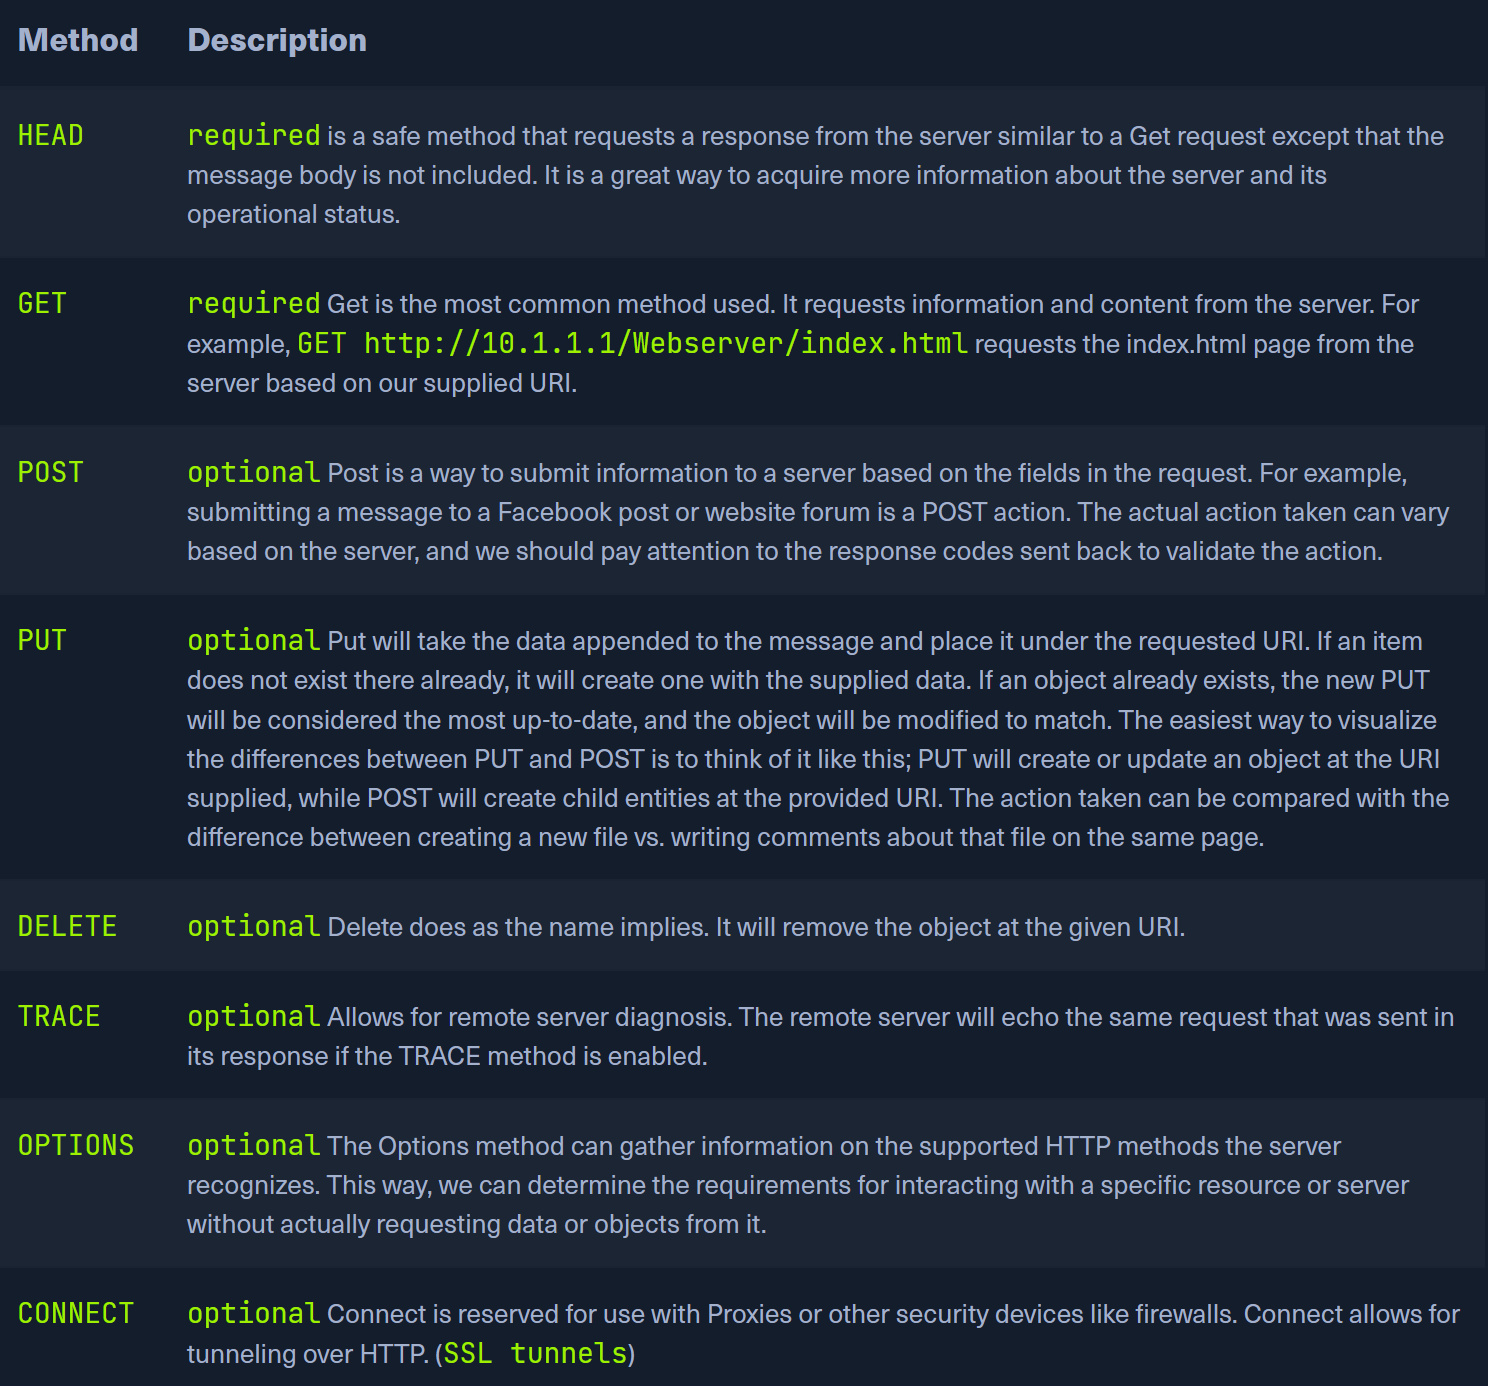 Method Description
HEAD required is a safe method that requests a response from the server similar to a Get request except that the
message body is not included. It is a great way to acquire more information about the server and its
operational status.
GET required Get is the most common method used. It requests information and content from the server. For
example, GET http://10.1.1.1/Webserver/index.html requests the index.html page from the
server based on our supplied URI.
POST optional Post is a way to submit information to a server based on the fields in the request. For example,
submitting a message to a Facebook post or website forum is a POST action. The actual action taken can vary
based on the server, and we should pay attention to the response codes sent back to validate the action.
PUT optional Put will take the data appended to the message and place it under the requested URI. If an item
does not exist there already, it will create one with the supplied data. If an object already exists, the new PUT
will be considered the most up-to-date, and the object will be modified to match. The easiest way to visualize
the differences between PUT and POST is to think of it like this; PUT will create or update an object at the URI
supplied, while POST will create child entities at the provided URI. The action taken can be compared with the
difference between creating a new file vs. writing comments about that file on the same page.
DELETE optional Delete does as the name implies. It will remove the object at the given URI.
TRACE optional Allows for remote server diagnosis. The remote server will echo the same request that was sent in
its response if the TRACE method is enabled.
OPTIONS optional The Options method can gather information on the supported HTTP methods the server
recognizes. This way, we can determine the requirements for interacting with a specific resource or server
without actually requesting data or objects from it.
CONNECT optional Connect is reserved for use with Proxies or other security devices like firewalls. Connect allows for
tunneling over HTTP. (SSL tunnels)